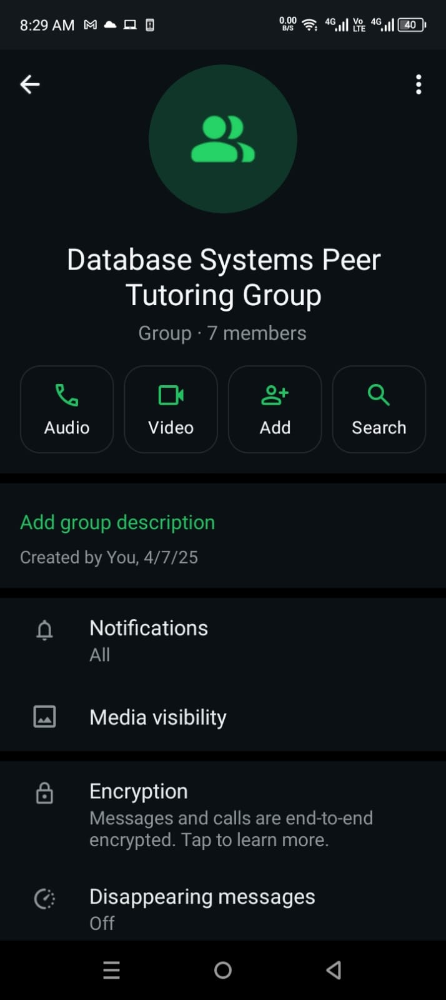 8:29 AM
0.00
B/S
4G
Vo
LTE
4G
40
Database Systems Peer
Tutoring Group
Group · 7 members
Audio
Video
Add
Search
Add group description
Created by You, 4/7/25
Notifications
All
Media visibility
Encryption
Messages and calls are end-to-end
encrypted. Tap to learn more.
Disappearing messages
Off